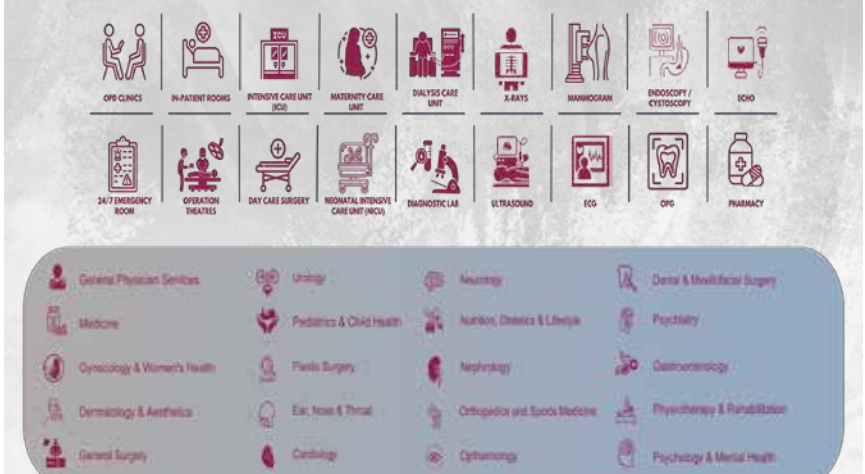 OPD CLINICS
IN-PATIENT ROOMS
INTENSIVE CARE UNIT
(ICU)
MATERNITY CARE
UNIT
DIALYSIS CARE
UNIT
X-RAYS
MAMMOGRAM
ENDOSCOPY /
CYSTOSCOPY
ECHO
ICU
24/7 EMERGENCY
ROOM
OPERATION
THEATRES
DAY CARE SURGERY
NEONATAL INTENSIVE
CARE UNIT (NICU)
DIAGNOSTIC LAB
ULTRASOUND
ECG
OPG
PHARMACY
General Physician Services
Urology
Neurology
Dental & Maxillofacial Surgery
Medicine
Pediatrics & Child Health
Nutrition, Dietetics & Lifestyle
Psychiatry
Gynecology & Women's Health
Plastic Surgery
Nephrology
Gastroenterology
Dermatology & Aesthetics
Ear, Nose & Throat
Orthopedics and Sports Medicine
Physiotherapy & Rehabilitation
General Surgery
Cardiology
Opthamology
Psychology & Mental Health